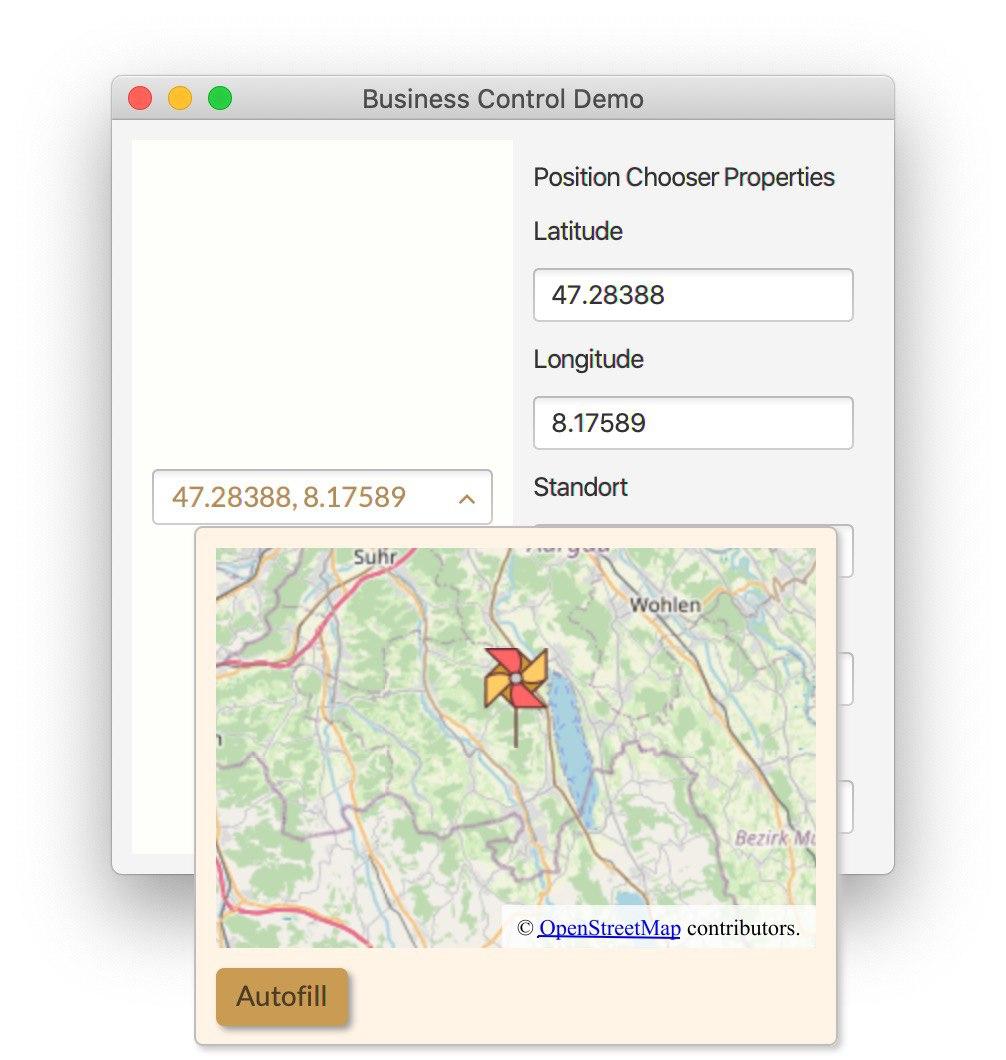 Business Control Demo
Position Chooser Properties
Latitude
47.28388
Longitude
8.17589
Standort
47.28388, 8.17589
Suhr
Wohlen
Bezirk
© OpenStreetMap contributors.
Autofill